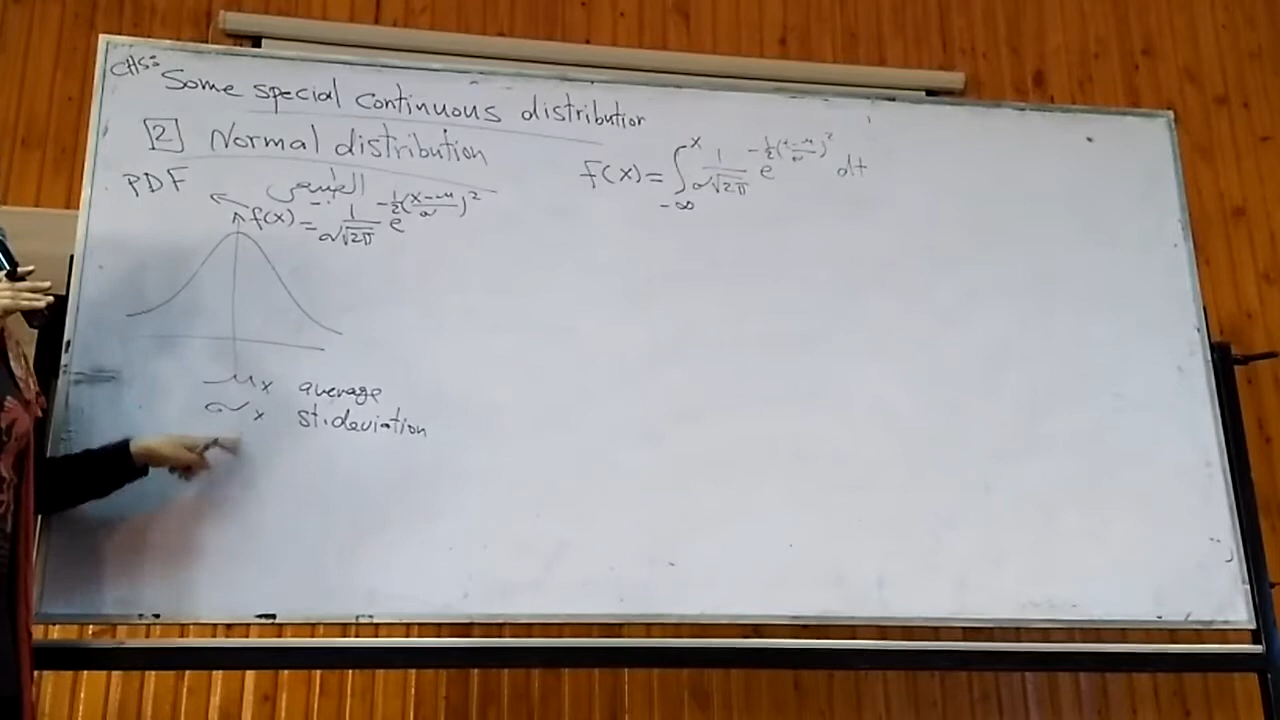 CH5:
Some special continuous distribution
[2] Normal distribution
PDF الطبيعي
f(x) = 1/(σ√2π) e^(-1/2((x-μ)/σ)^2)
μx average
σx st.deviation
f(x) = ∫_{-∞}^{x} 1/(σ√2π) e^(-1/2((t-μ)/σ)^2) dt